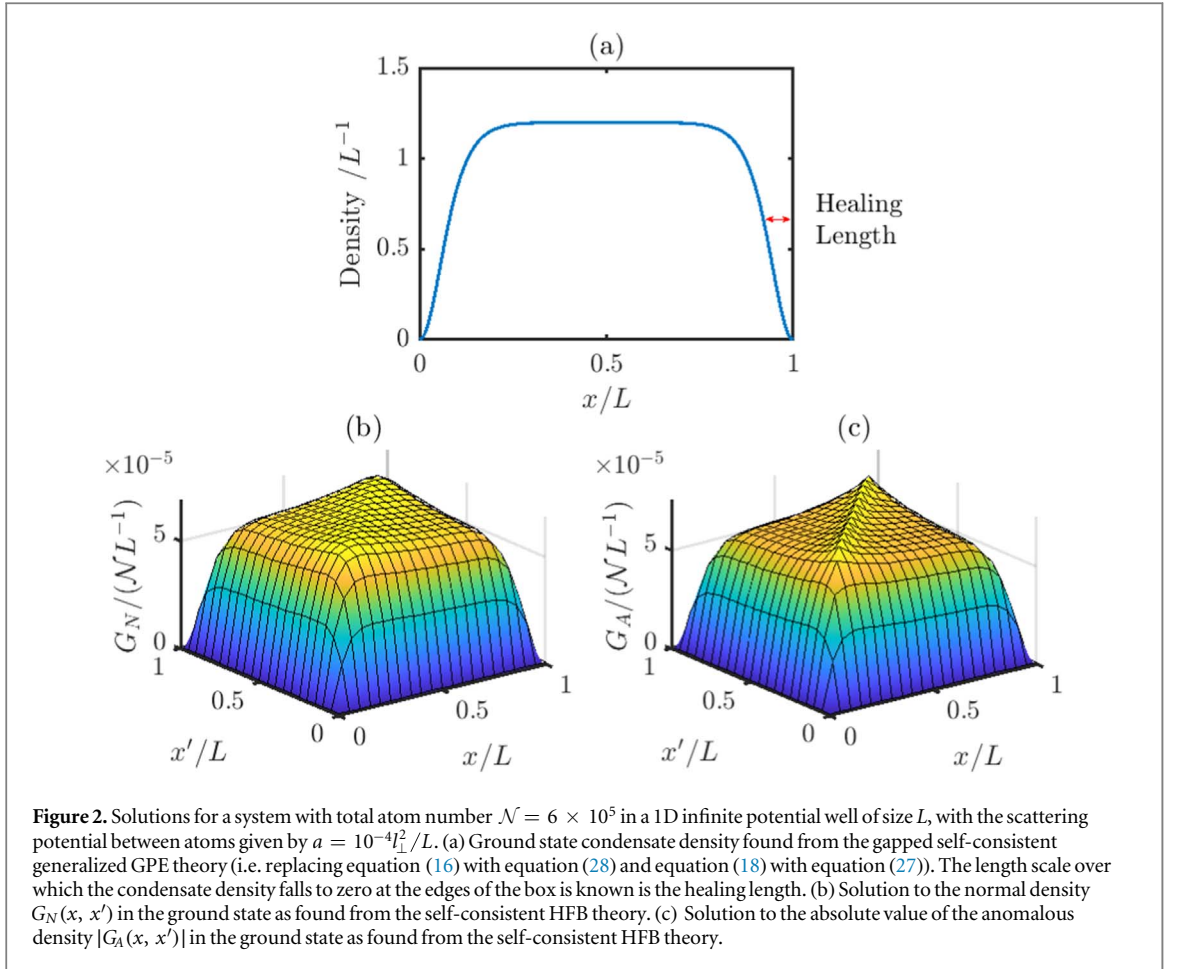 (a)
1.5
1
0.5
0
Density /L⁻¹
0
0.5
1
x/L
Healing
Length
(b)
×10⁻⁵
5
0
G_N/(𝒩L⁻¹)
1
0.5
0
x′/L
0
0.5
1
x/L
(c)
×10⁻⁵
5
0
G_A/(𝒩L⁻¹)
1
0.5
0
x′/L
0
0.5
1
x/L
Figure 2. Solutions for a system with total atom number 𝒩 = 6 × 10⁵ in a 1D infinite potential well of size L, with the scattering
potential between atoms given by a = 10⁻⁴l_⊥²/L. (a) Ground state condensate density found from the gapped self-consistent
generalized GPE theory (i.e. replacing equation (16) with equation (28) and equation (18) with equation (27)). The length scale over
which the condensate density falls to zero at the edges of the box is known is the healing length. (b) Solution to the normal density
G_N(x, x′) in the ground state as found from the self-consistent HFB theory. (c) Solution to the absolute value of the anomalous
density |G_A(x, x′)| in the ground state as found from the self-consistent HFB theory.